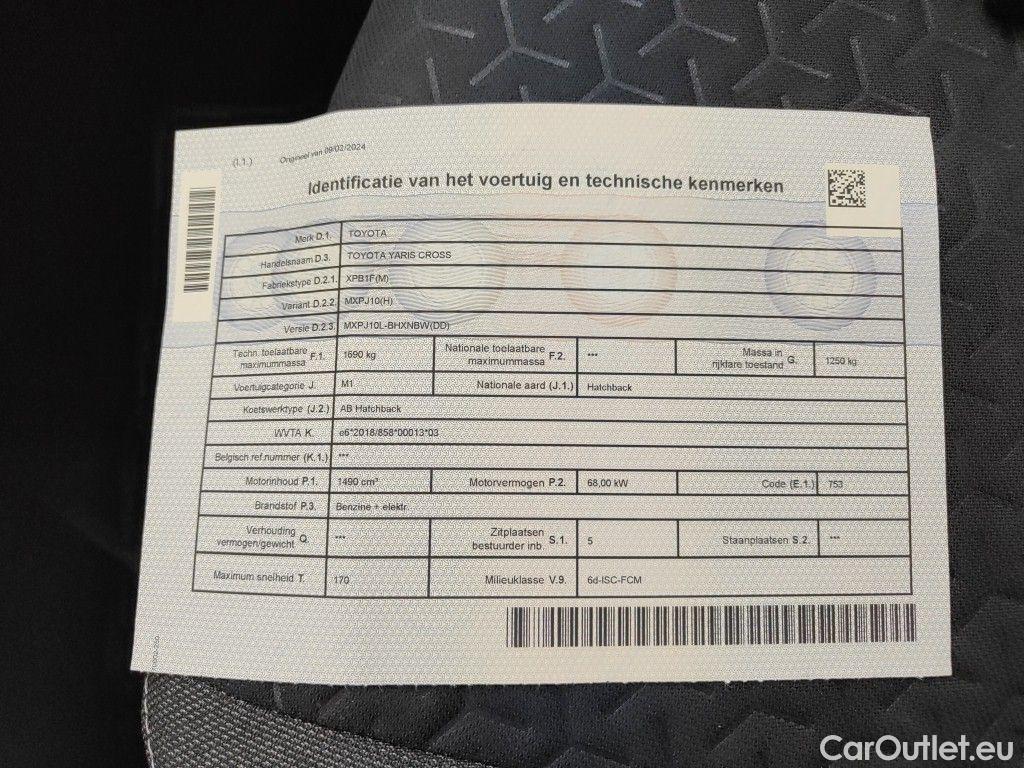 (I.1.) Origineel van 09/02/2024
Identificatie van het voertuig en technische kenmerken
Merk D.1. TOYOTA
Handelsnaam D.3. TOYOTA YARIS CROSS
Fabriekstype D.2.1. XPB1F(M)
Variant D.2.2. MXPJ10(H)
Versie D.2.3. MXPJ10L-BHXNBW(DD)
Techn. toelaatbare maximummassa F.1. 1690 kg Nationale toelaatbare maximummassa F.2. *** Massa in rijklare toestand G. 1250 kg
Voertuigcategorie J. M1 Nationale aard (J.1.) Hatchback
Koetswerktype (J.2.) AB Hatchback
WVTA K. e6*2018/858*00013*03
Belgisch ref.nummer (K.1.) ***
Motorinhoud P.1. 1490 cm³ Motorvermogen P.2. 68,00 kW Code (E.1.) 753
Brandstof P.3. Benzine + elektr.
Verhouding vermogen/gewicht Q. *** Zitplaatsen bestuurder inb. S.1. 5 Staanplaatsen S.2. ***
Maximum snelheid T. 170 Milieuklasse V.9. 6d-ISC-FCM
CarOutlet.eu